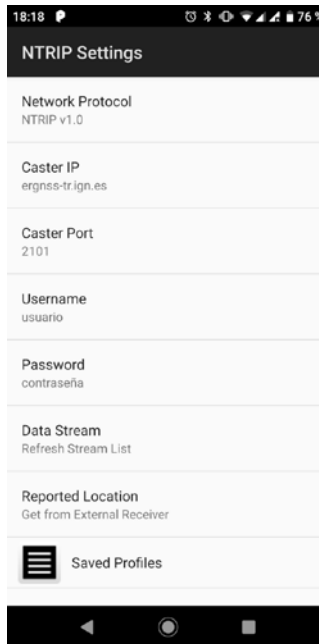 18:18 76 %
NTRIP Settings
Network Protocol
NTRIP v1.0
Caster IP
ergnss-tr.ign.es
Caster Port
2101
Username
usuario
Password
contraseña
Data Stream
Refresh Stream List
Reported Location
Get from External Receiver
Saved Profiles